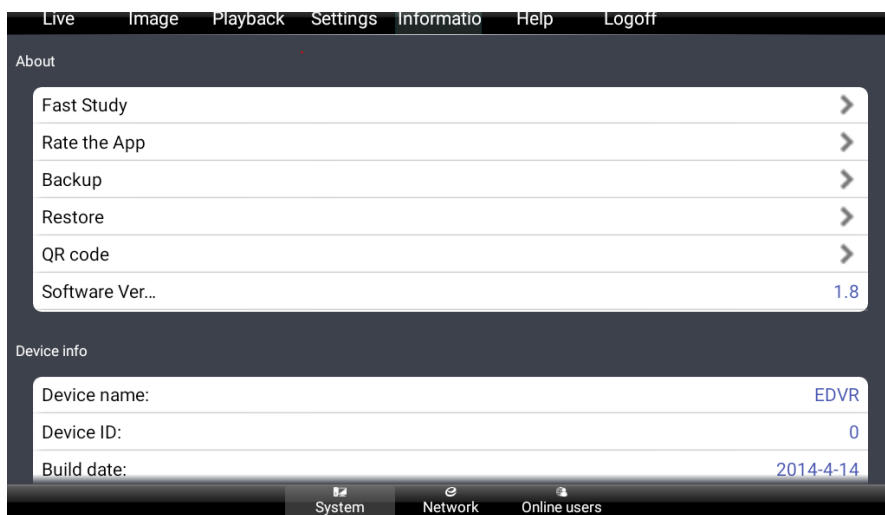 Live Image Playback Settings Informatio Help Logoff
About
Fast Study
Rate the App
Backup
Restore
QR code
Software Ver... 1.8
Device info
Device name: EDVR
Device ID: 0
Build date: 2014-4-14
System Network Online users